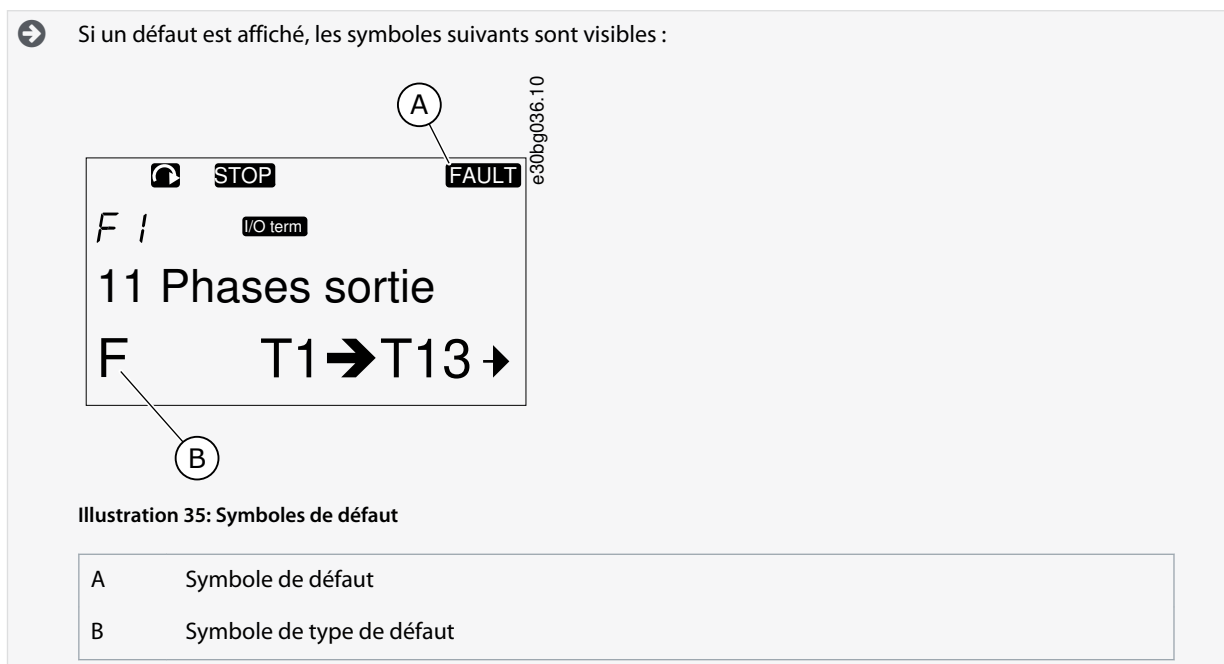 Si un défaut est affiché, les symboles suivants sont visibles :
A
e30bg036.10
STOP
FAULT
F 1
I/O term
11 Phases sortie
F T1➔T13
B
Illustration 35: Symboles de défaut
A Symbole de défaut
B Symbole de type de défaut